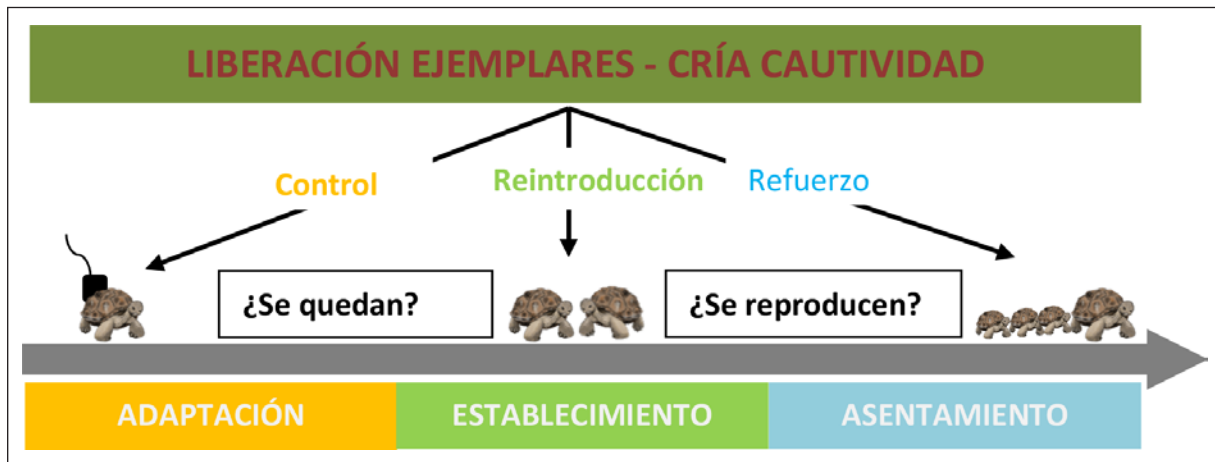 LIBERACIÓN EJEMPLARES - CRÍA CAUTIVIDAD
Control
Reintroducción
Refuerzo
¿Se quedan?
¿Se reproducen?
ADAPTACIÓN
ESTABLECIMIENTO
ASENTAMIENTO